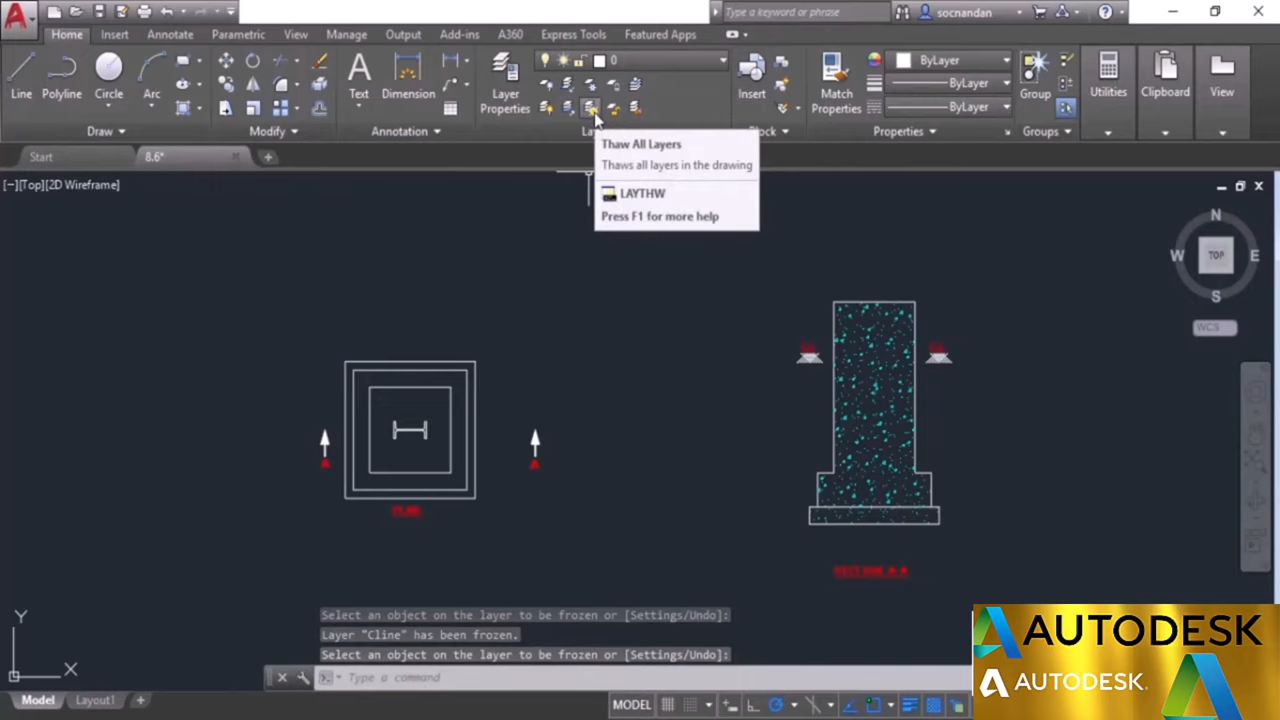 Type a keyword or phrase
socnandan
Home Insert Annotate Parametric View Manage Output Add-ins A360 Express Tools Featured Apps
0
ByLayer
ByLayer
ByLayer
Line Polyline Circle Arc Text Dimension Layer Properties Insert Match Properties Group Utilities Clipboard View
Draw Modify Annotation Block Properties Groups
Start 8.6*
[−][Top][2D Wireframe]
Thaw All Layers
Thaws all layers in the drawing
LAYTHW
Press F1 for more help
N
W TOP E
S
WCS
A A
PLAN
SECTION A-A
Select an object on the layer to be frozen or [Settings/Undo]:
Layer "Cline" has been frozen.
Select an object on the layer to be frozen or [Settings/Undo]:
Type a command
Y
X
Model Layout1
MODEL
AUTODESK
AUTODESK.